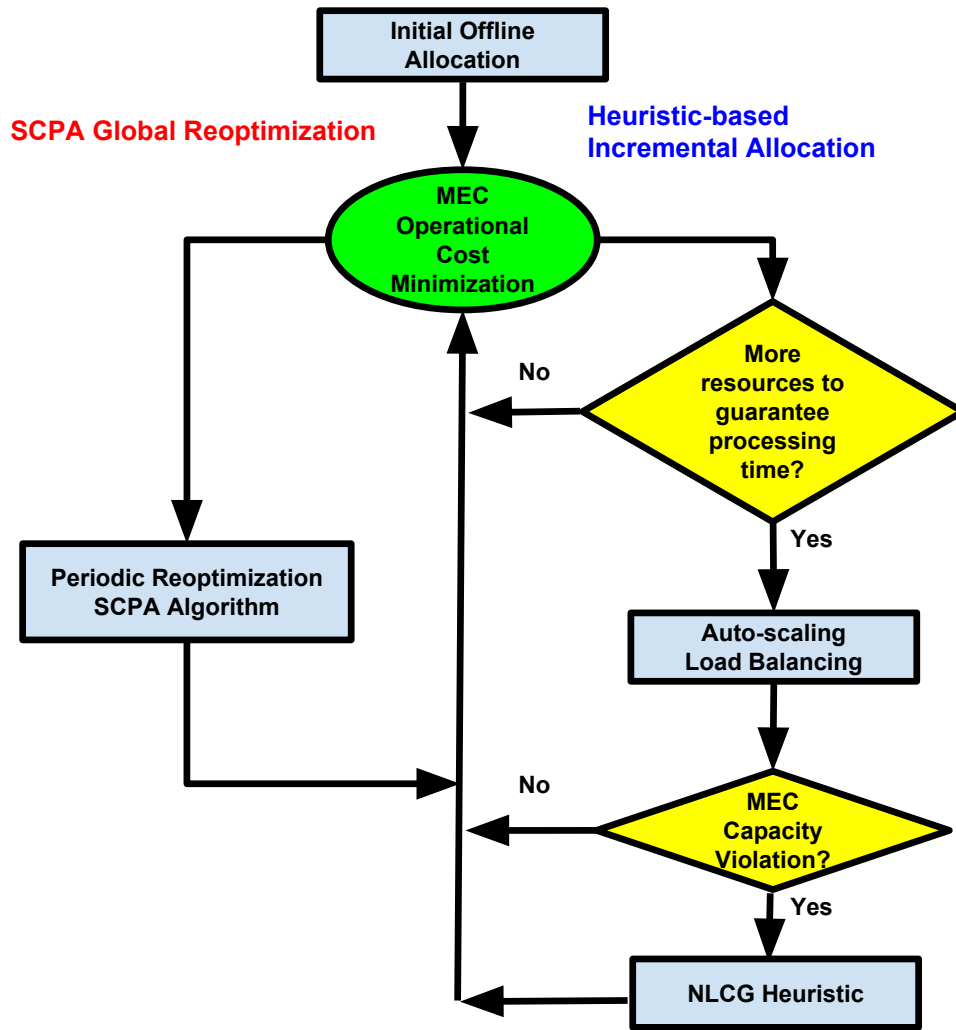 Initial Offline
Allocation
SCPA Global Reoptimization
Heuristic-based
Incremental Allocation
MEC
Operational
Cost
Minimization
More
resources to
guarantee
processing
time?
No
Yes
Periodic Reoptimization
SCPA Algorithm
Auto-scaling
Load Balancing
No
MEC
Capacity
Violation?
Yes
NLCG Heuristic